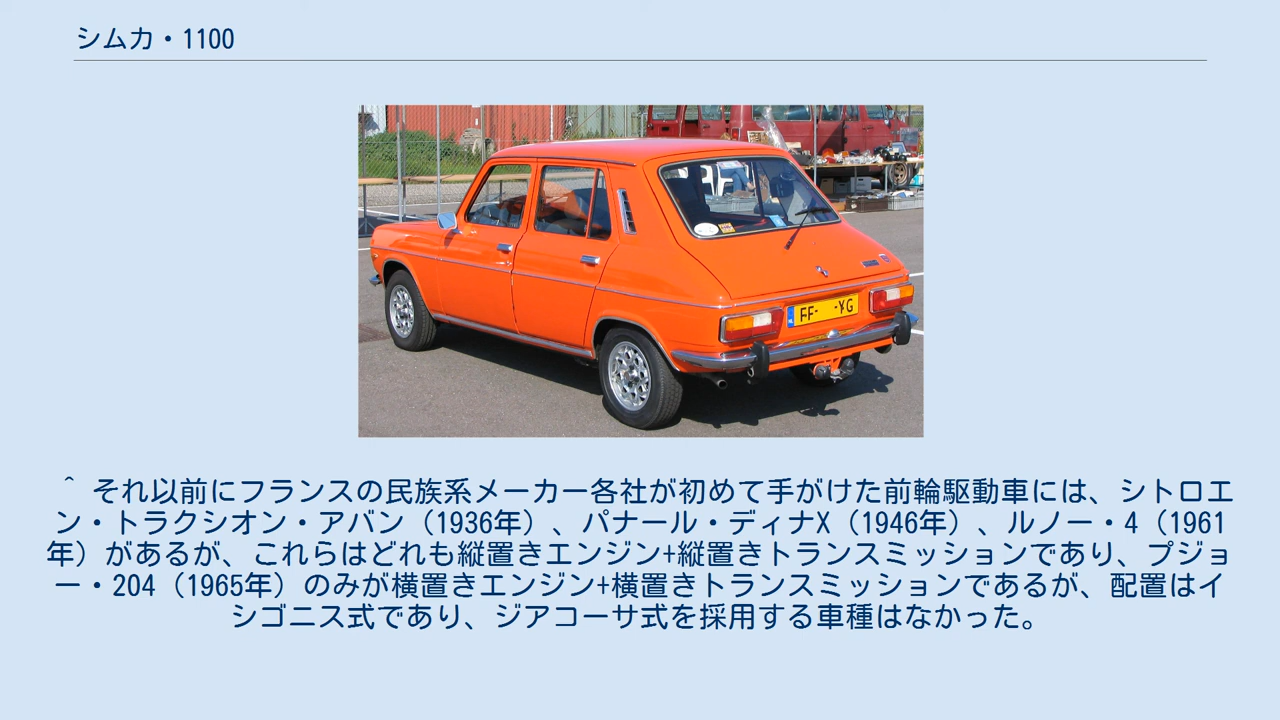 シムカ・1100
FF- -YG
^ それ以前にフランスの民族系メーカー各社が初めて手がけた前輪駆動車には、シトロエ
ン・トラクシオン・アバン（1936年）、パナール・ディナX（1946年）、ルノー・4（1961
年）があるが、これらはどれも縦置きエンジン+縦置きトランスミッションであり、プジョ
ー・204（1965年）のみが横置きエンジン+横置きトランスミッションであるが、配置はイ
シゴニス式であり、ジアコーサ式を採用する車種はなかった。